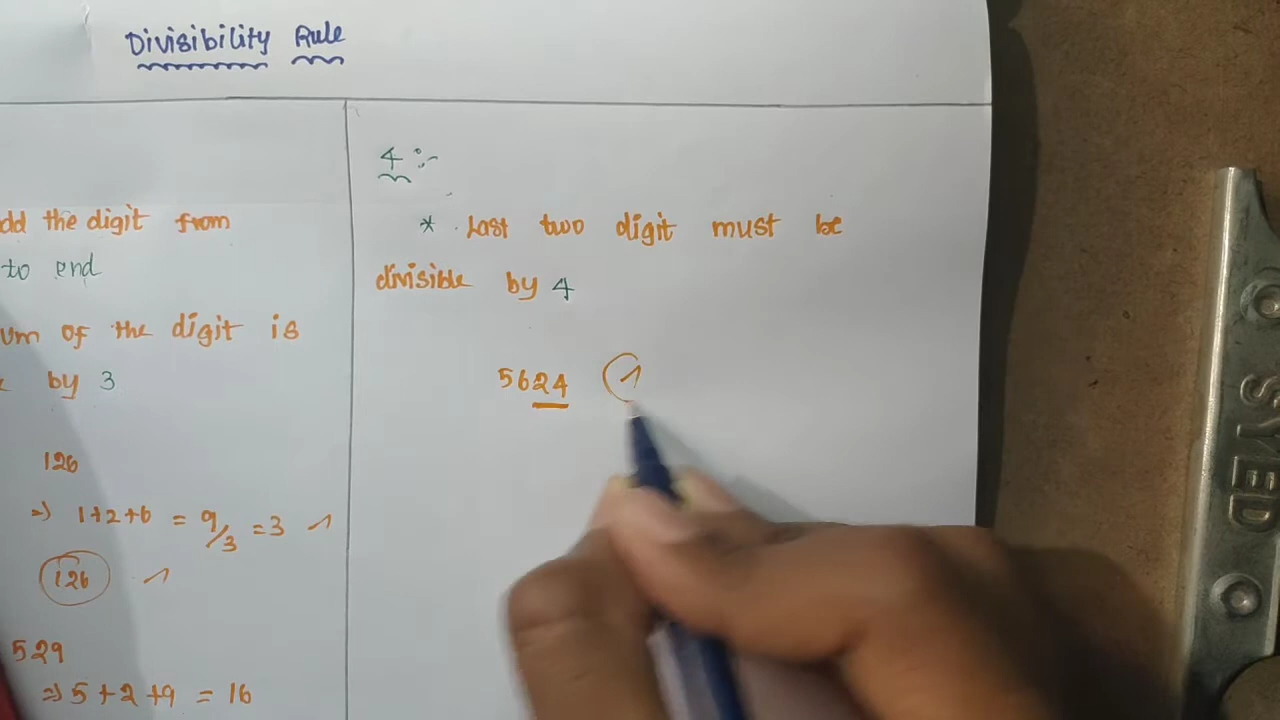 Divisibility Rule
dd the digit from
to end
um of the digit is
by 3
126
=) 1+2+6 = 9/3 = 3 ✓
126 ✓
529
=) 5+2+9 = 16
4 :-
* Last two digit must be
divisible by 4
5624 ✓
SYED